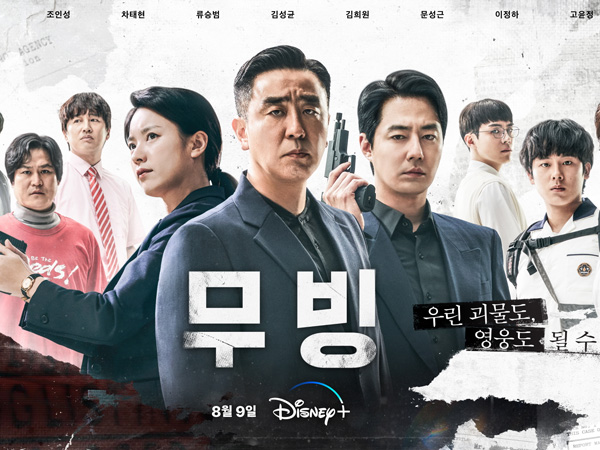 조인성 차태현 류승범 김성균 김희원 문성근 이정하 고윤정
무빙
우린 괴물도,
영웅도 될 수
8월 9일 Disney+